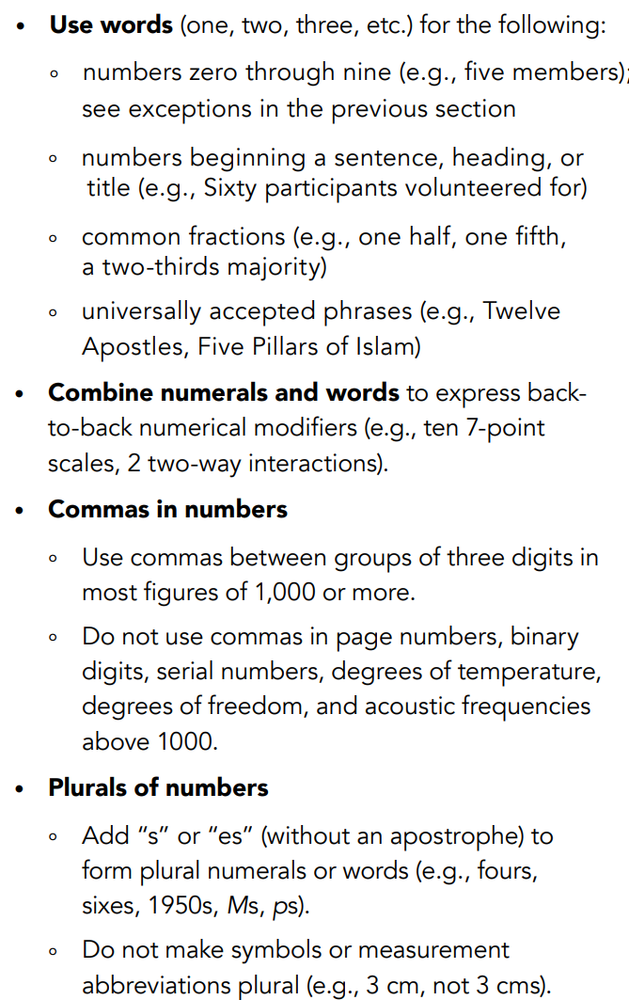 • Use words (one, two, three, etc.) for the following:
◦ numbers zero through nine (e.g., five members);
see exceptions in the previous section
◦ numbers beginning a sentence, heading, or
title (e.g., Sixty participants volunteered for)
◦ common fractions (e.g., one half, one fifth,
a two-thirds majority)
◦ universally accepted phrases (e.g., Twelve
Apostles, Five Pillars of Islam)
• Combine numerals and words to express back-
to-back numerical modifiers (e.g., ten 7-point
scales, 2 two-way interactions).
• Commas in numbers
◦ Use commas between groups of three digits in
most figures of 1,000 or more.
◦ Do not use commas in page numbers, binary
digits, serial numbers, degrees of temperature,
degrees of freedom, and acoustic frequencies
above 1000.
• Plurals of numbers
◦ Add “s” or “es” (without an apostrophe) to
form plural numerals or words (e.g., fours,
sixes, 1950s, Ms, ps).
◦ Do not make symbols or measurement
abbreviations plural (e.g., 3 cm, not 3 cms).